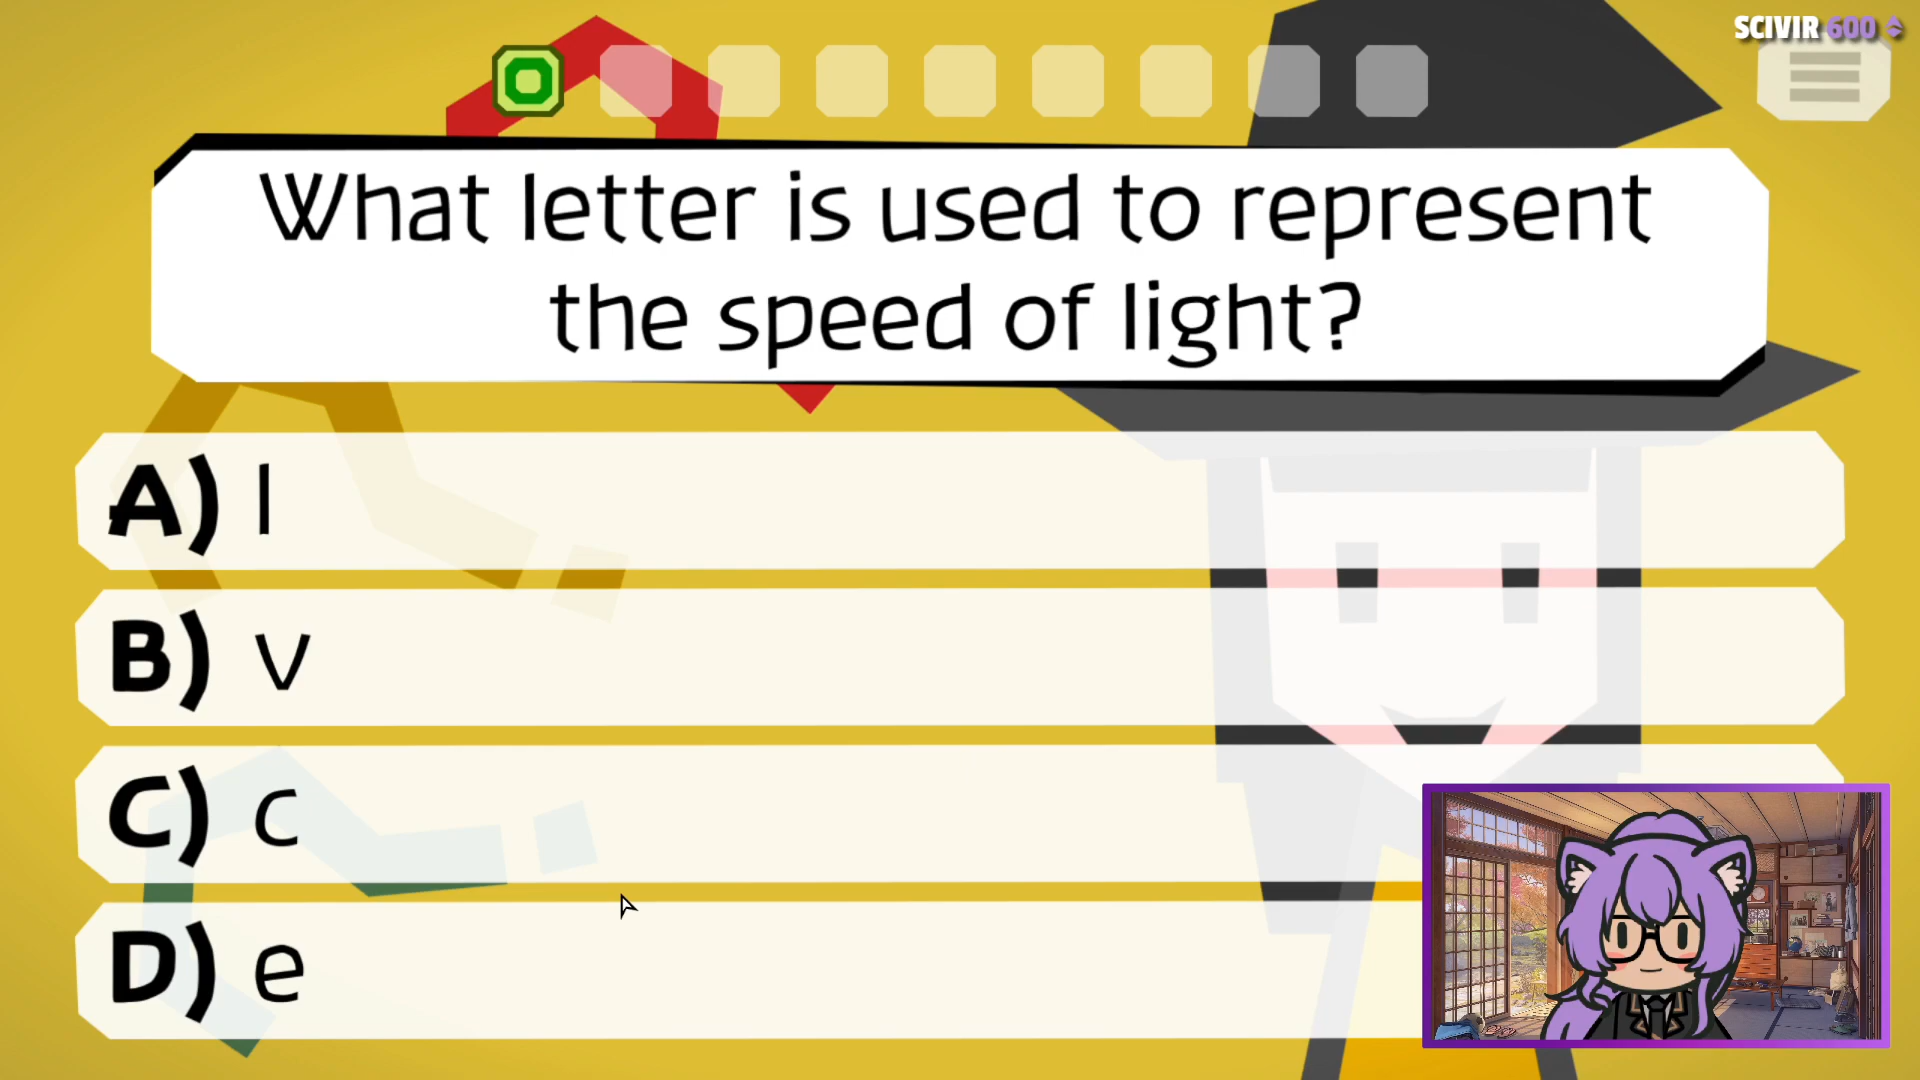 SCIVIR 600
What letter is used to represent
the speed of light?
A) l
B) v
C) c
D) e